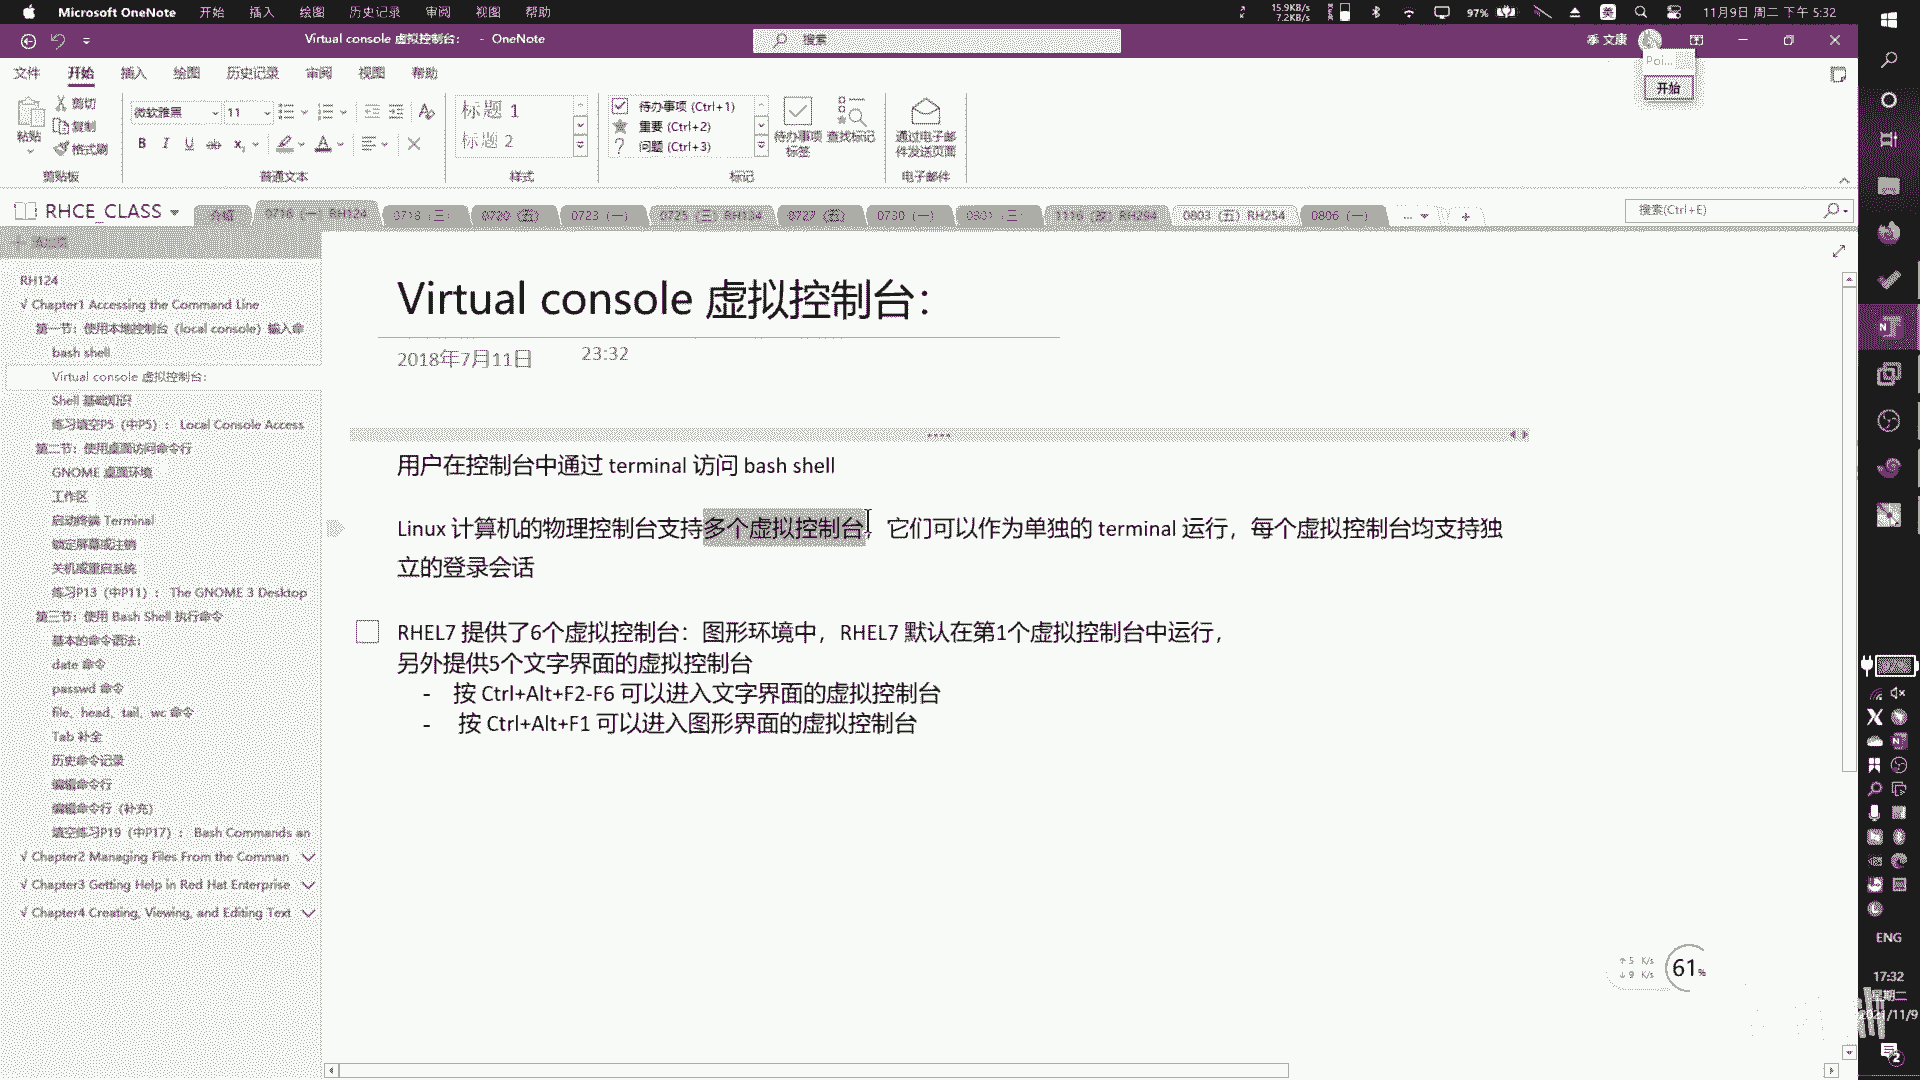 Microsoft OneNote 开始 插入 绘图 历史记录 审阅 视图 帮助
15.9KB/s
7.2KB/s
97%
英
11月9日 周二 下午 5:32
Virtual console 虚拟控制台： - OneNote
搜索
季 文康
文件 开始 插入 绘图 历史记录 审阅 视图 帮助
Poi...
开始
粘贴
剪切
复制
格式刷
剪贴板
微软雅黑 11
B I U ab x
普通文本
标题 1
标题 2
样式
待办事项 (Ctrl+1)
重要 (Ctrl+2)
问题 (Ctrl+3)
待办事项
标签
查找标记
标记
通过电子邮
件发送页面
电子邮件
RHCE_CLASS
介绍
0716（一）RH124
0718（三）
0720（五）
0723（一）
0725（三）RH134
0727（五）
0730（一）
0801（三）
0803（五）RH254
0806（一）
搜索(Ctrl+E)
RH124
√ Chapter1 Accessing the Command Line
第一节：使用本地控制台（local console）输入命
bash shell
Virtual console 虚拟控制台：
Shell 基础知识
练习填空P5（中P5）： Local Console Access
第二节：使用桌面访问命令行
GNOME 桌面环境
工作区
启动终端 Terminal
锁定屏幕或注销
关机或重启系统
练习P13（中P11）： The GNOME 3 Desktop
第三节：使用 Bash Shell 执行命令
基本的命令语法：
date 命令
passwd 命令
file、head、tail、wc 命令
Tab 补全
历史命令记录
编辑命令行
编辑命令行（补充）
填空练习P19（中P17）： Bash Commands an
√ Chapter2 Managing Files From the Comman
√ Chapter3 Getting Help in Red Hat Enterprise
√ Chapter4 Creating, Viewing, and Editing Text
Virtual console 虚拟控制台：
2018年7月11日 23:32
用户在控制台中通过 terminal 访问 bash shell
Linux 计算机的物理控制台支持多个虚拟控制台，它们可以作为单独的 terminal 运行，每个虚拟控制台均支持独
立的登录会话
RHEL7 提供了6个虚拟控制台：图形环境中，RHEL7 默认在第1个虚拟控制台中运行，
另外提供5个文字界面的虚拟控制台
- 按 Ctrl+Alt+F2-F6 可以进入文字界面的虚拟控制台
- 按 Ctrl+Alt+F1 可以进入图形界面的虚拟控制台
↑ 5 K/s
↓ 9 K/s
61%
ENG
17:32
星期二
2021/11/9
2